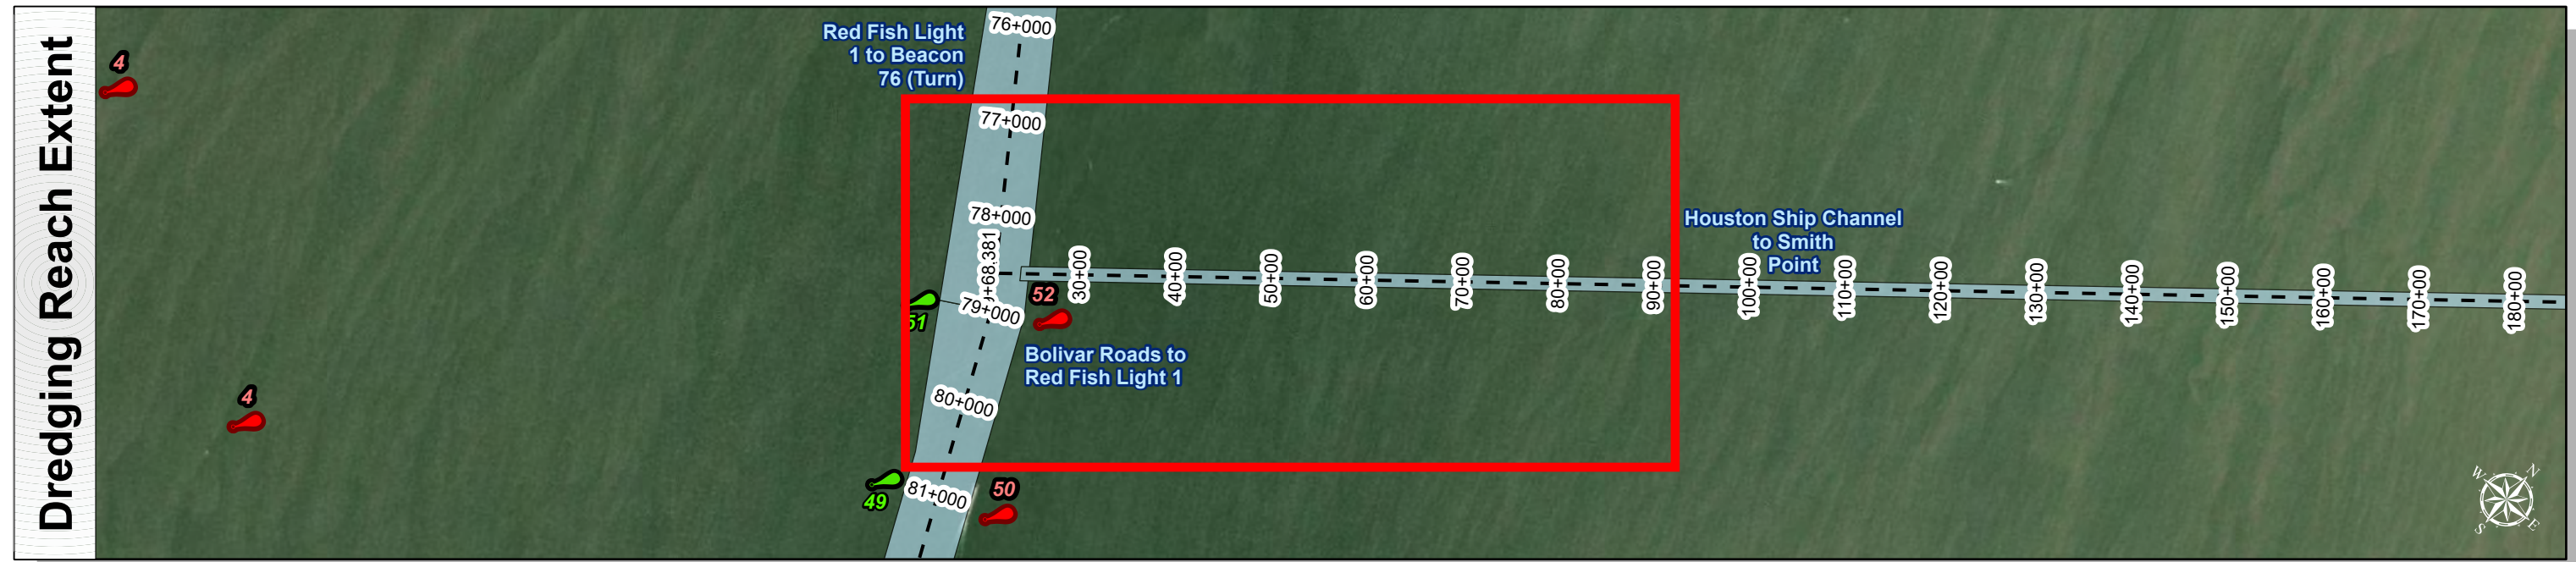 Dredging Reach Extent
4
4
Red Fish Light
1 to Beacon
76 (Turn)
76+000
77+000
78+000
79+000
80+000
81+000
51
52
49
50
Bolivar Roads to
Red Fish Light 1
30+00
40+00
50+00
60+00
70+00
80+00
90+00
100+00
110+00
120+00
130+00
140+00
150+00
160+00
170+00
180+00
Houston Ship Channel
to Smith
Point
W
N
S
E